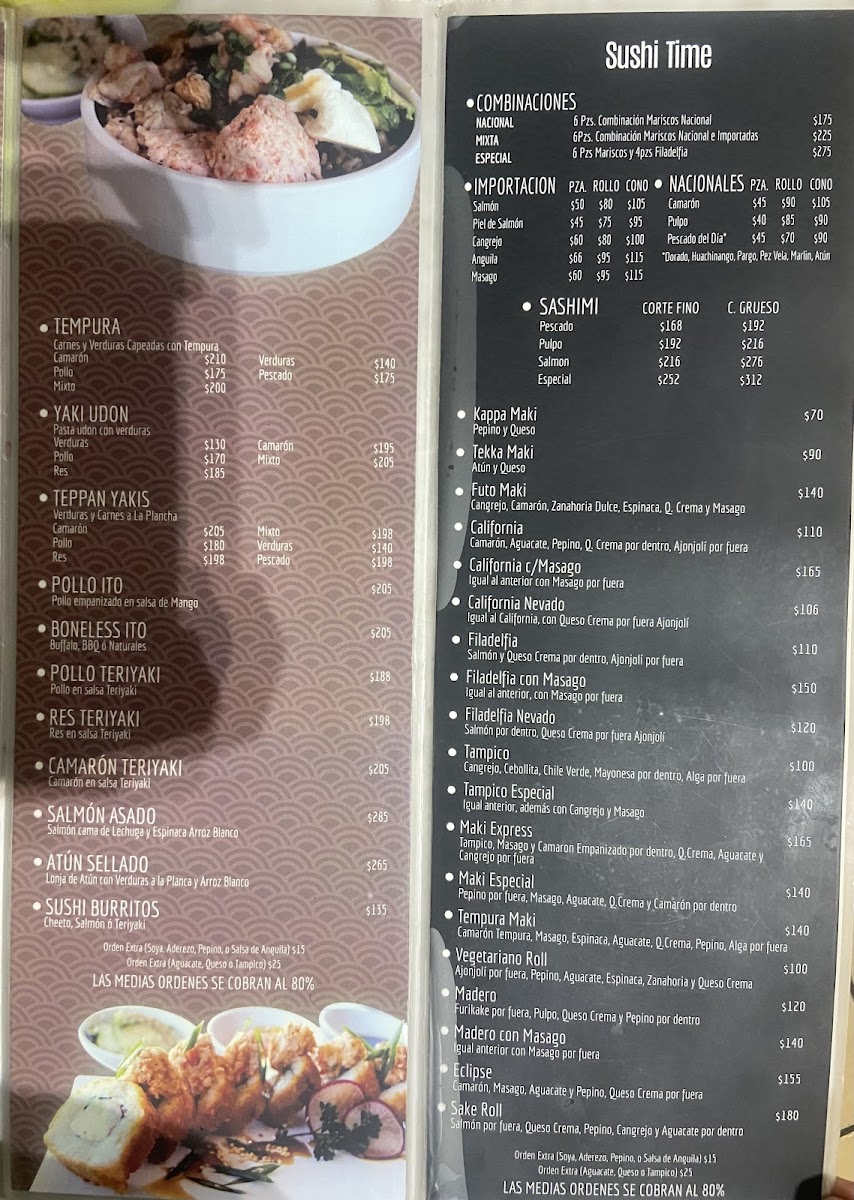 • TEMPURA
Carnes y Verduras Capeadas con Tempura
Camarón $210 Verduras $140
Pollo $175 Pescado $175
Mixto $200
• YAKI UDON
Pasta udon con verduras
Verduras $130 Camarón $195
Pollo $170 Mixto $205
Res $185
• TEPPAN YAKIS
Verduras y Carnes a La Plancha
Camarón $205 Mixto $198
Pollo $180 Verduras $140
Res $198 Pescado $198
• POLLO ITO $205
Pollo empanizado en salsa de Mango
• BONELESS ITO $205
Buffalo, BBQ ó Naturales
• POLLO TERIYAKI $188
Pollo en salsa Teriyaki
• RES TERIYAKI $198
Res en salsa Teriyaki
• CAMARÓN TERIYAKI $205
Camarón en salsa Teriyaki
• SALMÓN ASADO $285
Salmón cama de Lechuga y Espinaca Arroz Blanco
• ATÚN SELLADO $265
Lonja de Atún con Verduras a la Planca y Arroz Blanco
• SUSHI BURRITOS $135
Cheeto, Salmón ó Teriyaki
Orden Extra (Soya, Aderezo, Pepino, o Salsa de Anguila) $15
Orden Extra (Aguacate, Queso o Tampico) $25
LAS MEDIAS ORDENES SE COBRAN AL 80%
Sushi Time
• COMBINACIONES
NACIONAL 6 Pzs. Combinación Mariscos Nacional $175
MIXTA 6Pzs. Combinación Mariscos Nacional e Importadas $225
ESPECIAL 6 Pzs Mariscos y 4pzs Filadelfia $275
• IMPORTACION PZA. ROLLO CONO
Salmón $50 $80 $105
Piel de Salmón $45 $75 $95
Cangrejo $60 $80 $100
Anguila $66 $95 $115
Masago $60 $95 $115
• NACIONALES PZA. ROLLO CONO
Camarón $45 $90 $105
Pulpo $40 $85 $90
Pescado del Día* $45 $70 $90
*Dorado, Huachinango, Pargo, Pez Vela, Marlin, Atún
• SASHIMI CORTE FINO C. GRUESO
Pescado $168 $192
Pulpo $192 $216
Salmon $216 $276
Especial $252 $312
• Kappa Maki $70
Pepino y Queso
• Tekka Maki $90
Atún y Queso
• Futo Maki $140
Cangrejo, Camarón, Zanahoria Dulce, Espinaca, Q. Crema y Masago
• California $110
Camarón, Aguacate, Pepino, Q. Crema por dentro, Ajonjolí por fuera
• California c/Masago $165
Igual al anterior con Masago por fuera
• California Nevado $106
Igual al California, con Queso Crema por fuera Ajonjolí
• Filadelfia $110
Salmón y Queso Crema por dentro, Ajonjolí por fuera
• Filadelfia con Masago $150
Igual al anterior, con Masago por fuera
• Filadelfia Nevado $120
Salmón por dentro, Queso Crema por fuera Ajonjolí
• Tampico $100
Cangrejo, Cebollita, Chile Verde, Mayonesa por dentro, Alga por fuera
• Tampico Especial $140
Igual anterior, además con Cangrejo y Masago
• Maki Express $165
Tampico, Masago y Camaron Empanizado por dentro, Q.Crema, Aguacate y
Cangrejo por fuera
• Maki Especial $140
Pepino por fuera, Masago, Aguacate, Q.Crema y Camarón por dentro
• Tempura Maki $140
Camarón Tempura, Masago, Espinaca, Aguacate, Q.Crema, Pepino, Alga por fuera
• Vegetariano Roll $100
Ajonjolí por fuera, Pepino, Aguacate, Espinaca, Zanahoria y Queso Crema
• Madero $120
Furikake por fuera, Pulpo, Queso Crema y Pepino por dentro
• Madero con Masago $140
Igual anterior con Masago por fuera
• Eclipse $155
Camarón, Masago, Aguacate y Pepino, Queso Crema por fuera
• Sake Roll $180
Salmón por fuera, Queso Crema, Pepino, Cangrejo y Aguacate por dentro
Orden Extra (Soya, Aderezo, Pepino, o Salsa de Anguila) $15
Orden Extra (Aguacate, Queso o Tampico) $25
LAS MEDIAS ORDENES SE COBRAN AL 80%